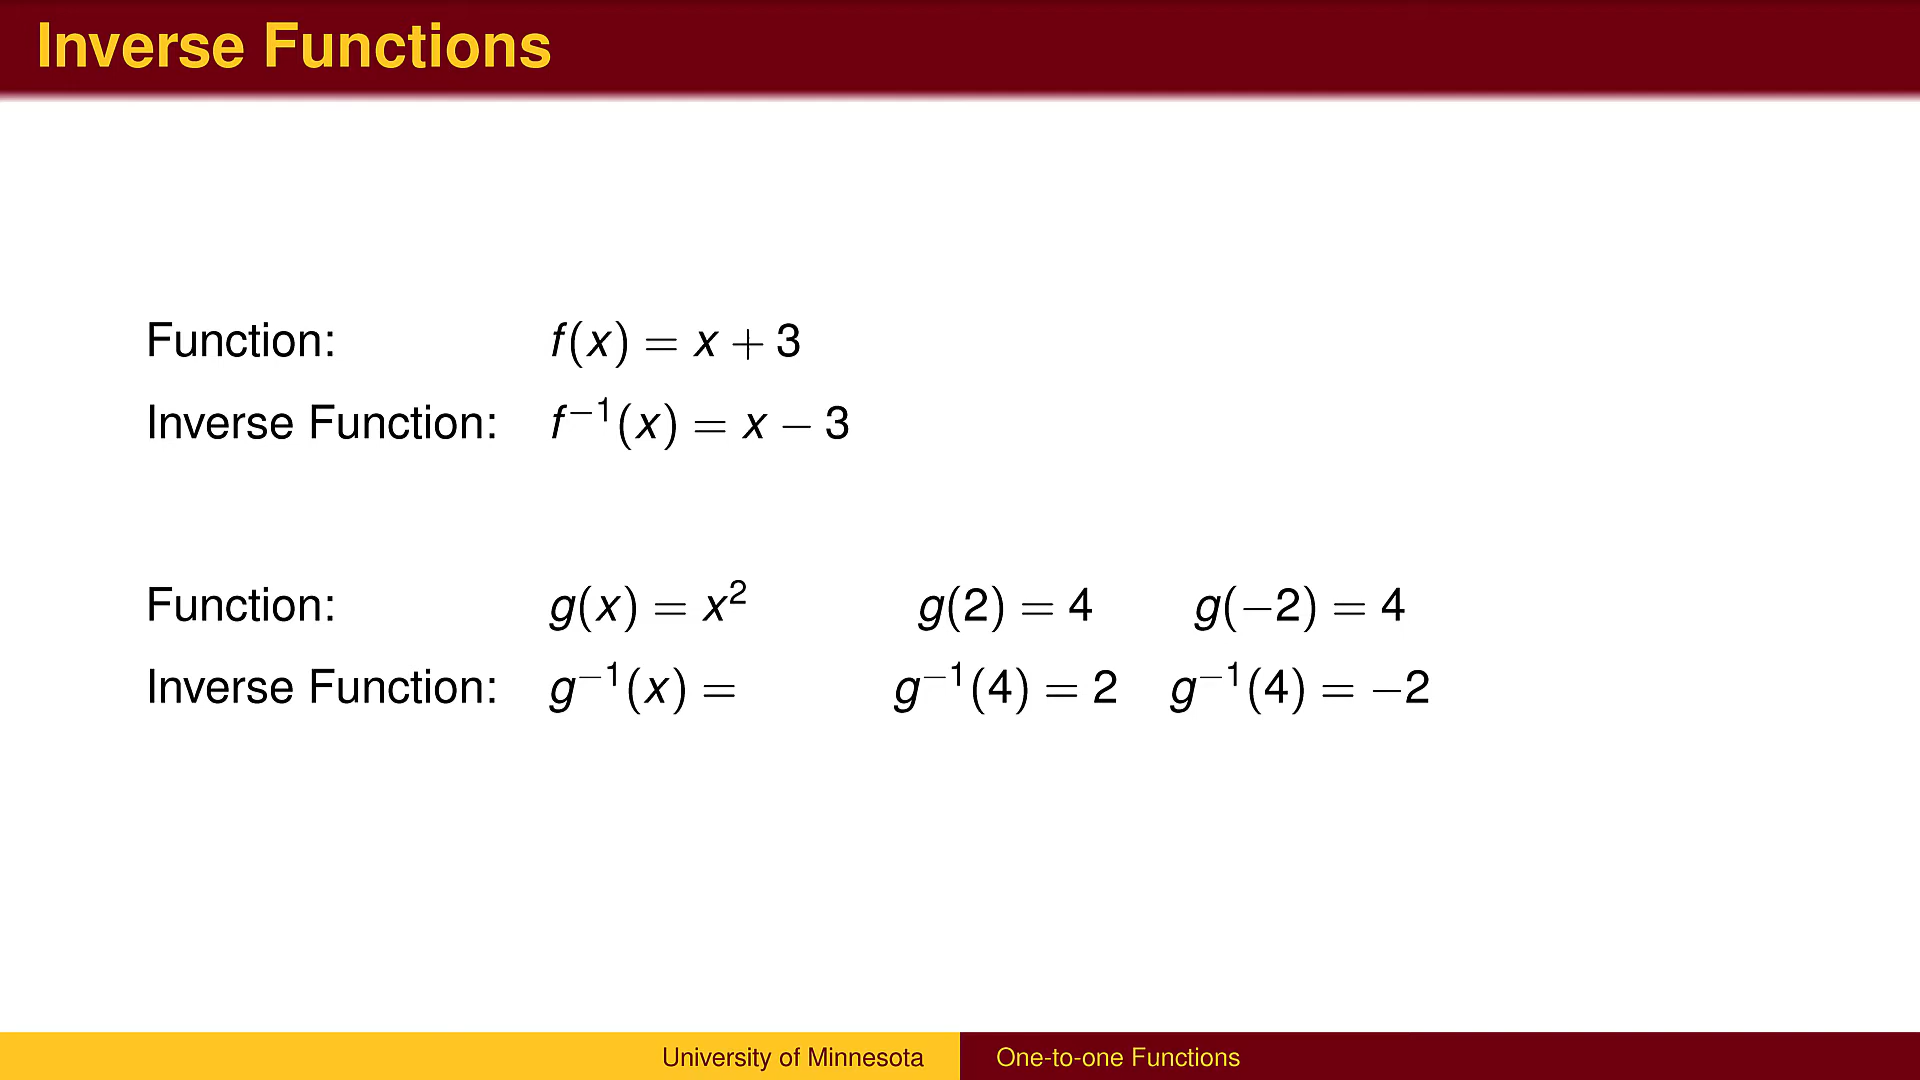 Inverse Functions
Function: f(x) = x + 3
Inverse Function: f⁻¹(x) = x − 3
Function: g(x) = x² g(2) = 4 g(−2) = 4
Inverse Function: g⁻¹(x) = g⁻¹(4) = 2 g⁻¹(4) = −2
University of Minnesota One-to-one Functions